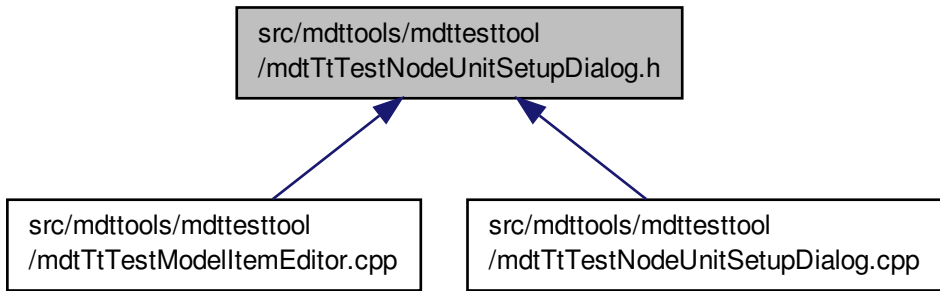 src/mdttools/mdttesttool
/mdtTtTestNodeUnitSetupDialog.h
src/mdttools/mdttesttool
/mdtTtTestModelItemEditor.cpp
src/mdttools/mdttesttool
/mdtTtTestNodeUnitSetupDialog.cpp